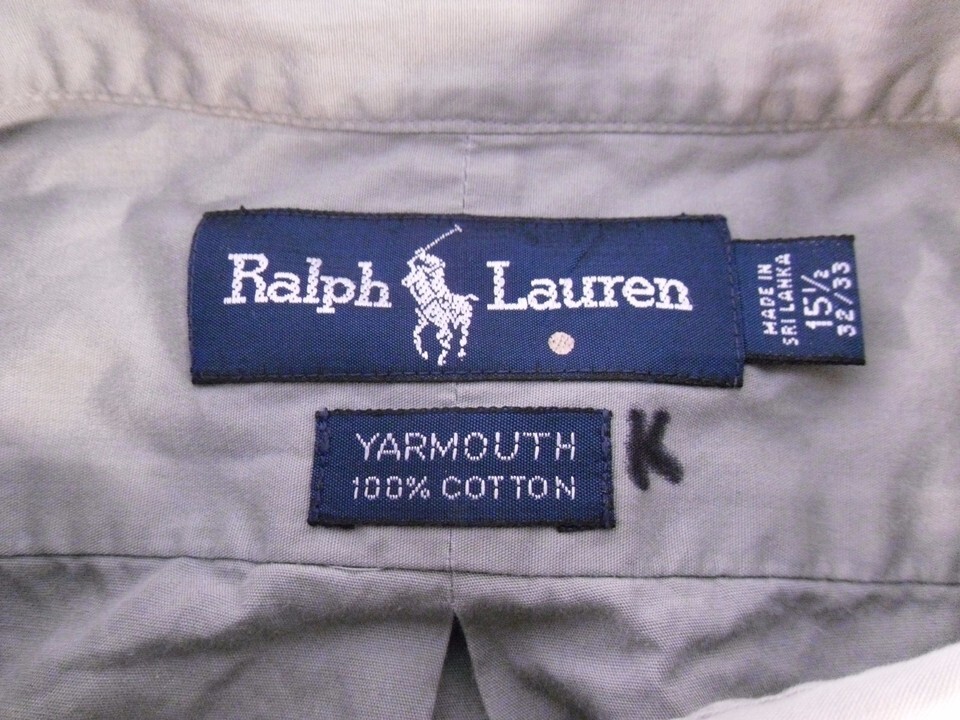 Ralph Lauren
MADE IN
SRI LANKA
15½
32/33
YARMOUTH
100% COTTON
K